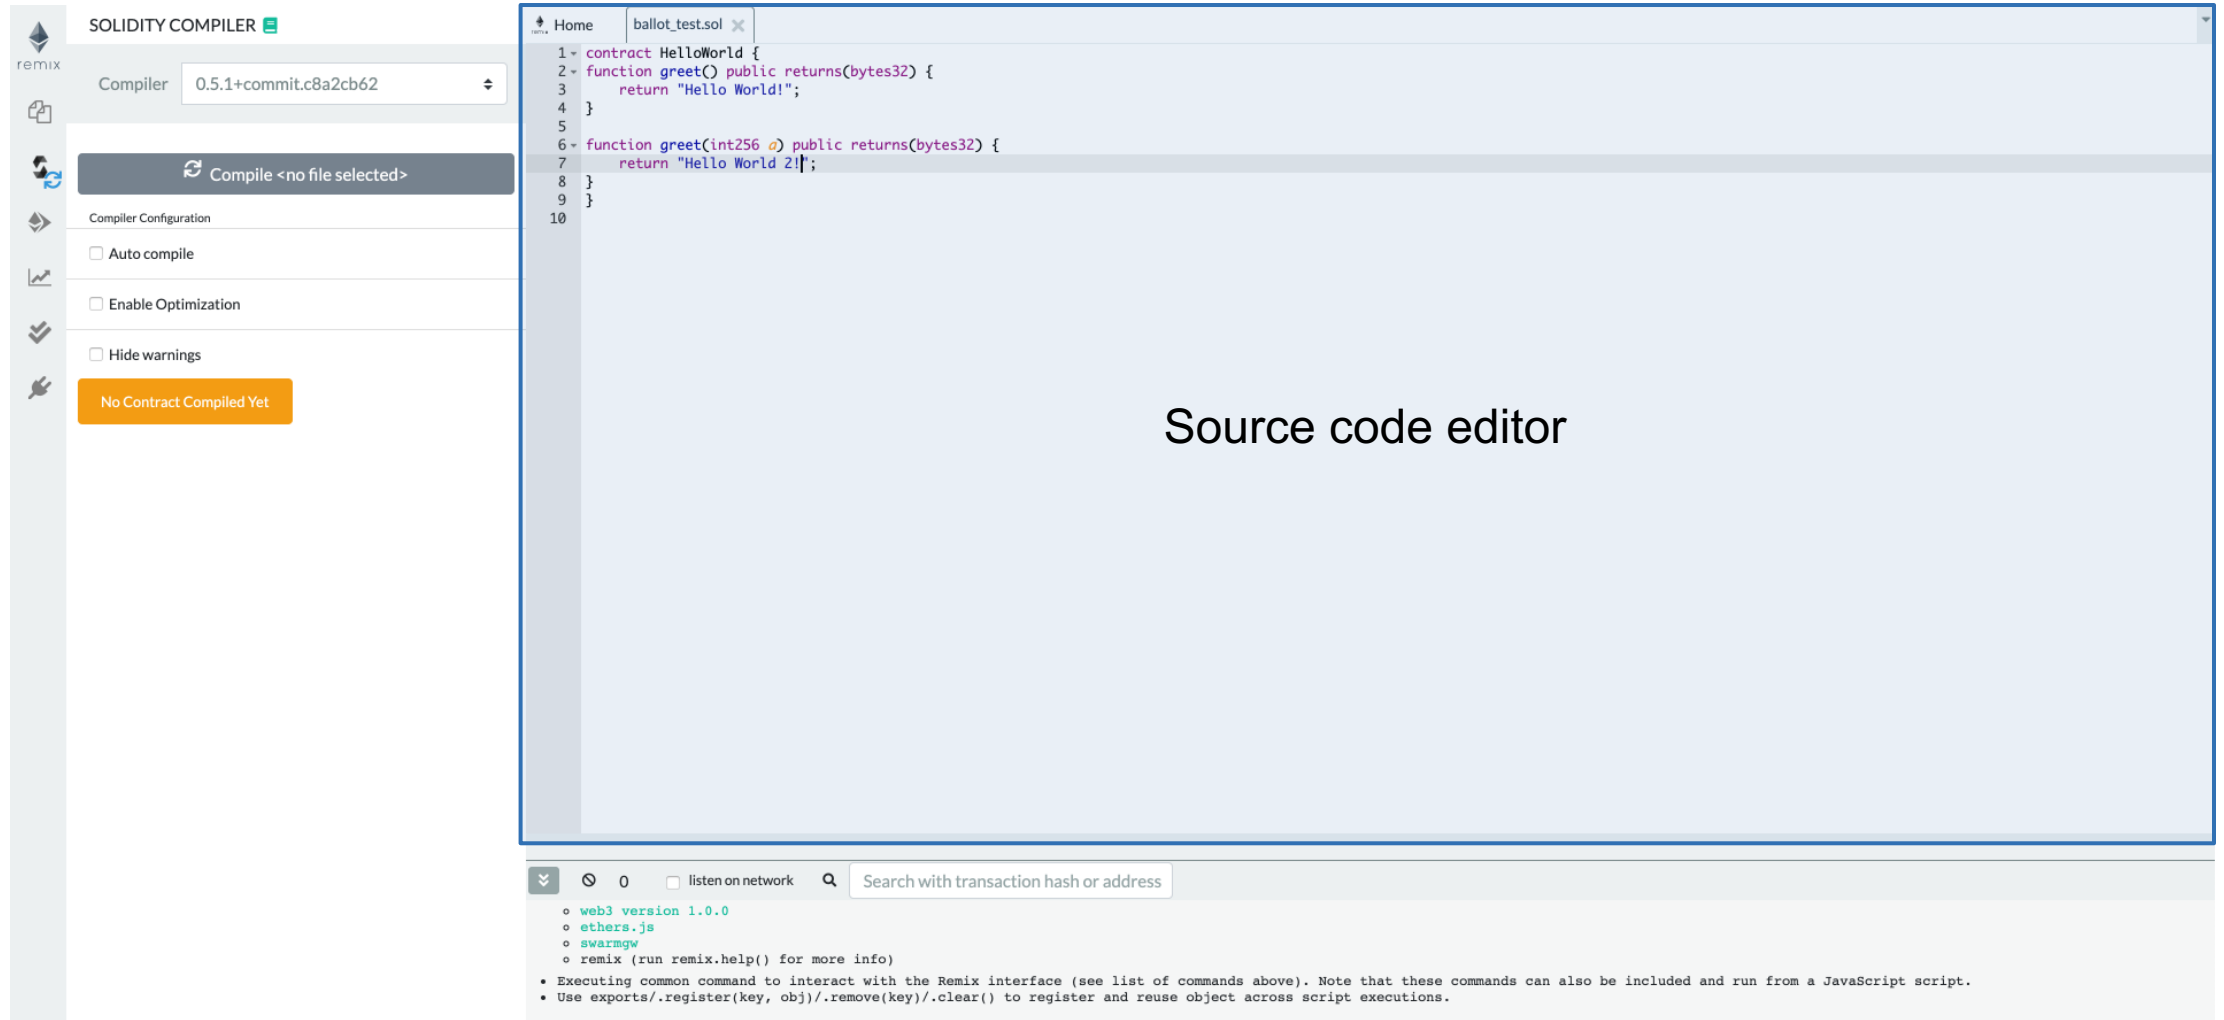 remix
SOLIDITY COMPILER
Compiler
0.5.1+commit.c8a2cb62
Compile <no file selected>
Compiler Configuration
Auto compile
Enable Optimization
Hide warnings
No Contract Compiled Yet
Home
ballot_test.sol
1 contract HelloWorld {
2 function greet() public returns(bytes32) {
3     return "Hello World!";
4 }
5
6 function greet(int256 a) public returns(bytes32) {
7     return "Hello World 2!";
8 }
9 }
10
Source code editor
0
listen on network
Search with transaction hash or address
web3 version 1.0.0
ethers.js
swarmgw
remix (run remix.help() for more info)
• Executing common command to interact with the Remix interface (see list of commands above). Note that these commands can also be included and run from a JavaScript script.
• Use exports/.register(key, obj)/.remove(key)/.clear() to register and reuse object across script executions.